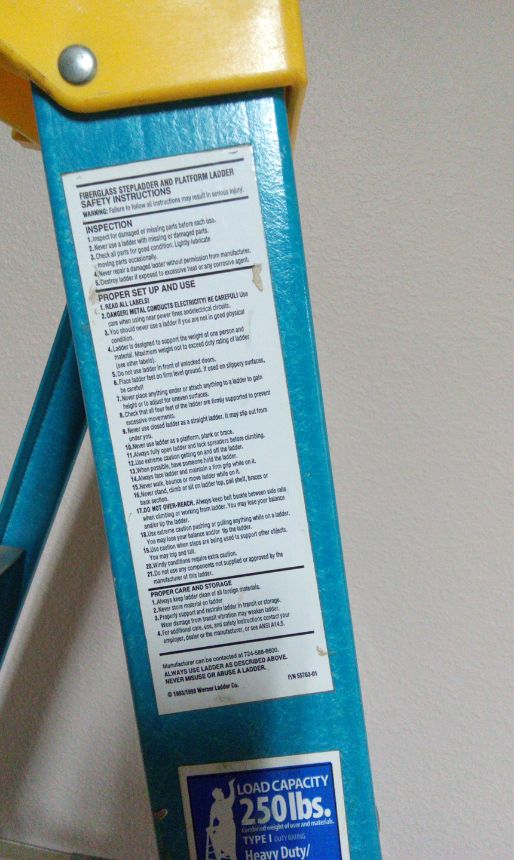 FIBERGLASS STEPLADDER AND PLATFORM LADDER
SAFETY INSTRUCTIONS
WARNING: Failure to follow all instructions may result in serious injury.
INSPECTION
1. Inspect for damaged or missing parts before each use.
2. Never use a ladder with missing or damaged parts.
3. Check all parts for good condition. Lightly lubricate
moving parts occasionally.
4. Never repair a damaged ladder without permission from manufacturer.
5. Destroy ladder if exposed to excessive heat or any corrosive agent.
PROPER SET UP AND USE
1. READ ALL LABELS!
2. DANGER! METAL CONDUCTS ELECTRICITY! BE CAREFUL! Use
care when using near power lines and/electrical circuits.
3. You should never use a ladder if you are not in good physical
condition.
4. Ladder is designed to support the weight of one person and
material. Maximum weight not to exceed duty rating of ladder
(see other labels).
5. Do not use ladder in front of unlocked doors.
6. Place ladder feet on firm level ground. If used on slippery surfaces,
be careful!
7. Never place anything under or attach anything to a ladder to gain
height or to adjust for uneven surfaces.
8. Check that all four feet of the ladder are firmly supported to prevent
excessive movements.
9. Never use closed ladder as a straight ladder. It may slip out from
under you.
10. Never use ladder as a platform, plank or brace.
11. Always fully open ladder and lock spreaders before climbing.
12. Use extreme caution getting on and off the ladder.
13. When possible, have someone hold the ladder.
14. Always face ladder and maintain a firm grip while on it.
15. Never walk, bounce or move ladder while on it.
16. Never stand, climb or sit on ladder top, pail shelf, braces or
back section.
17. DO NOT OVER-REACH. Always keep belt buckle between side rails
when climbing or working from ladder. You may lose your balance
and/or tip the ladder.
18. Use extreme caution pushing or pulling anything while on a ladder.
You may lose your balance and/or tip the ladder.
19. Use caution when steps are being used to support other objects.
You may trip and fall.
20. Windy conditions require extra caution.
21. Do not use any components not supplied or approved by the
manufacturer of this ladder.
PROPER CARE AND STORAGE
1. Always keep ladder clean of all foreign materials.
2. Never store material on ladder
3. Properly support and restrain ladder in transit or storage.
Wear damage from transit vibration may weaken ladder.
4. For additional care, use, and safety instructions contact your
employer, dealer or the manufacturer, or see ANSI A14.5.
Manufacturer can be contacted at 724-588-8600.
ALWAYS USE LADDER AS DESCRIBED ABOVE.
NEVER MISUSE OR ABUSE A LADDER.
© 1993/1998 Werner Ladder Co. P/N 55763-01
LOAD CAPACITY
250 lbs.
Combined weight of user and materials.
TYPE I DUTY RATING
Heavy Duty/